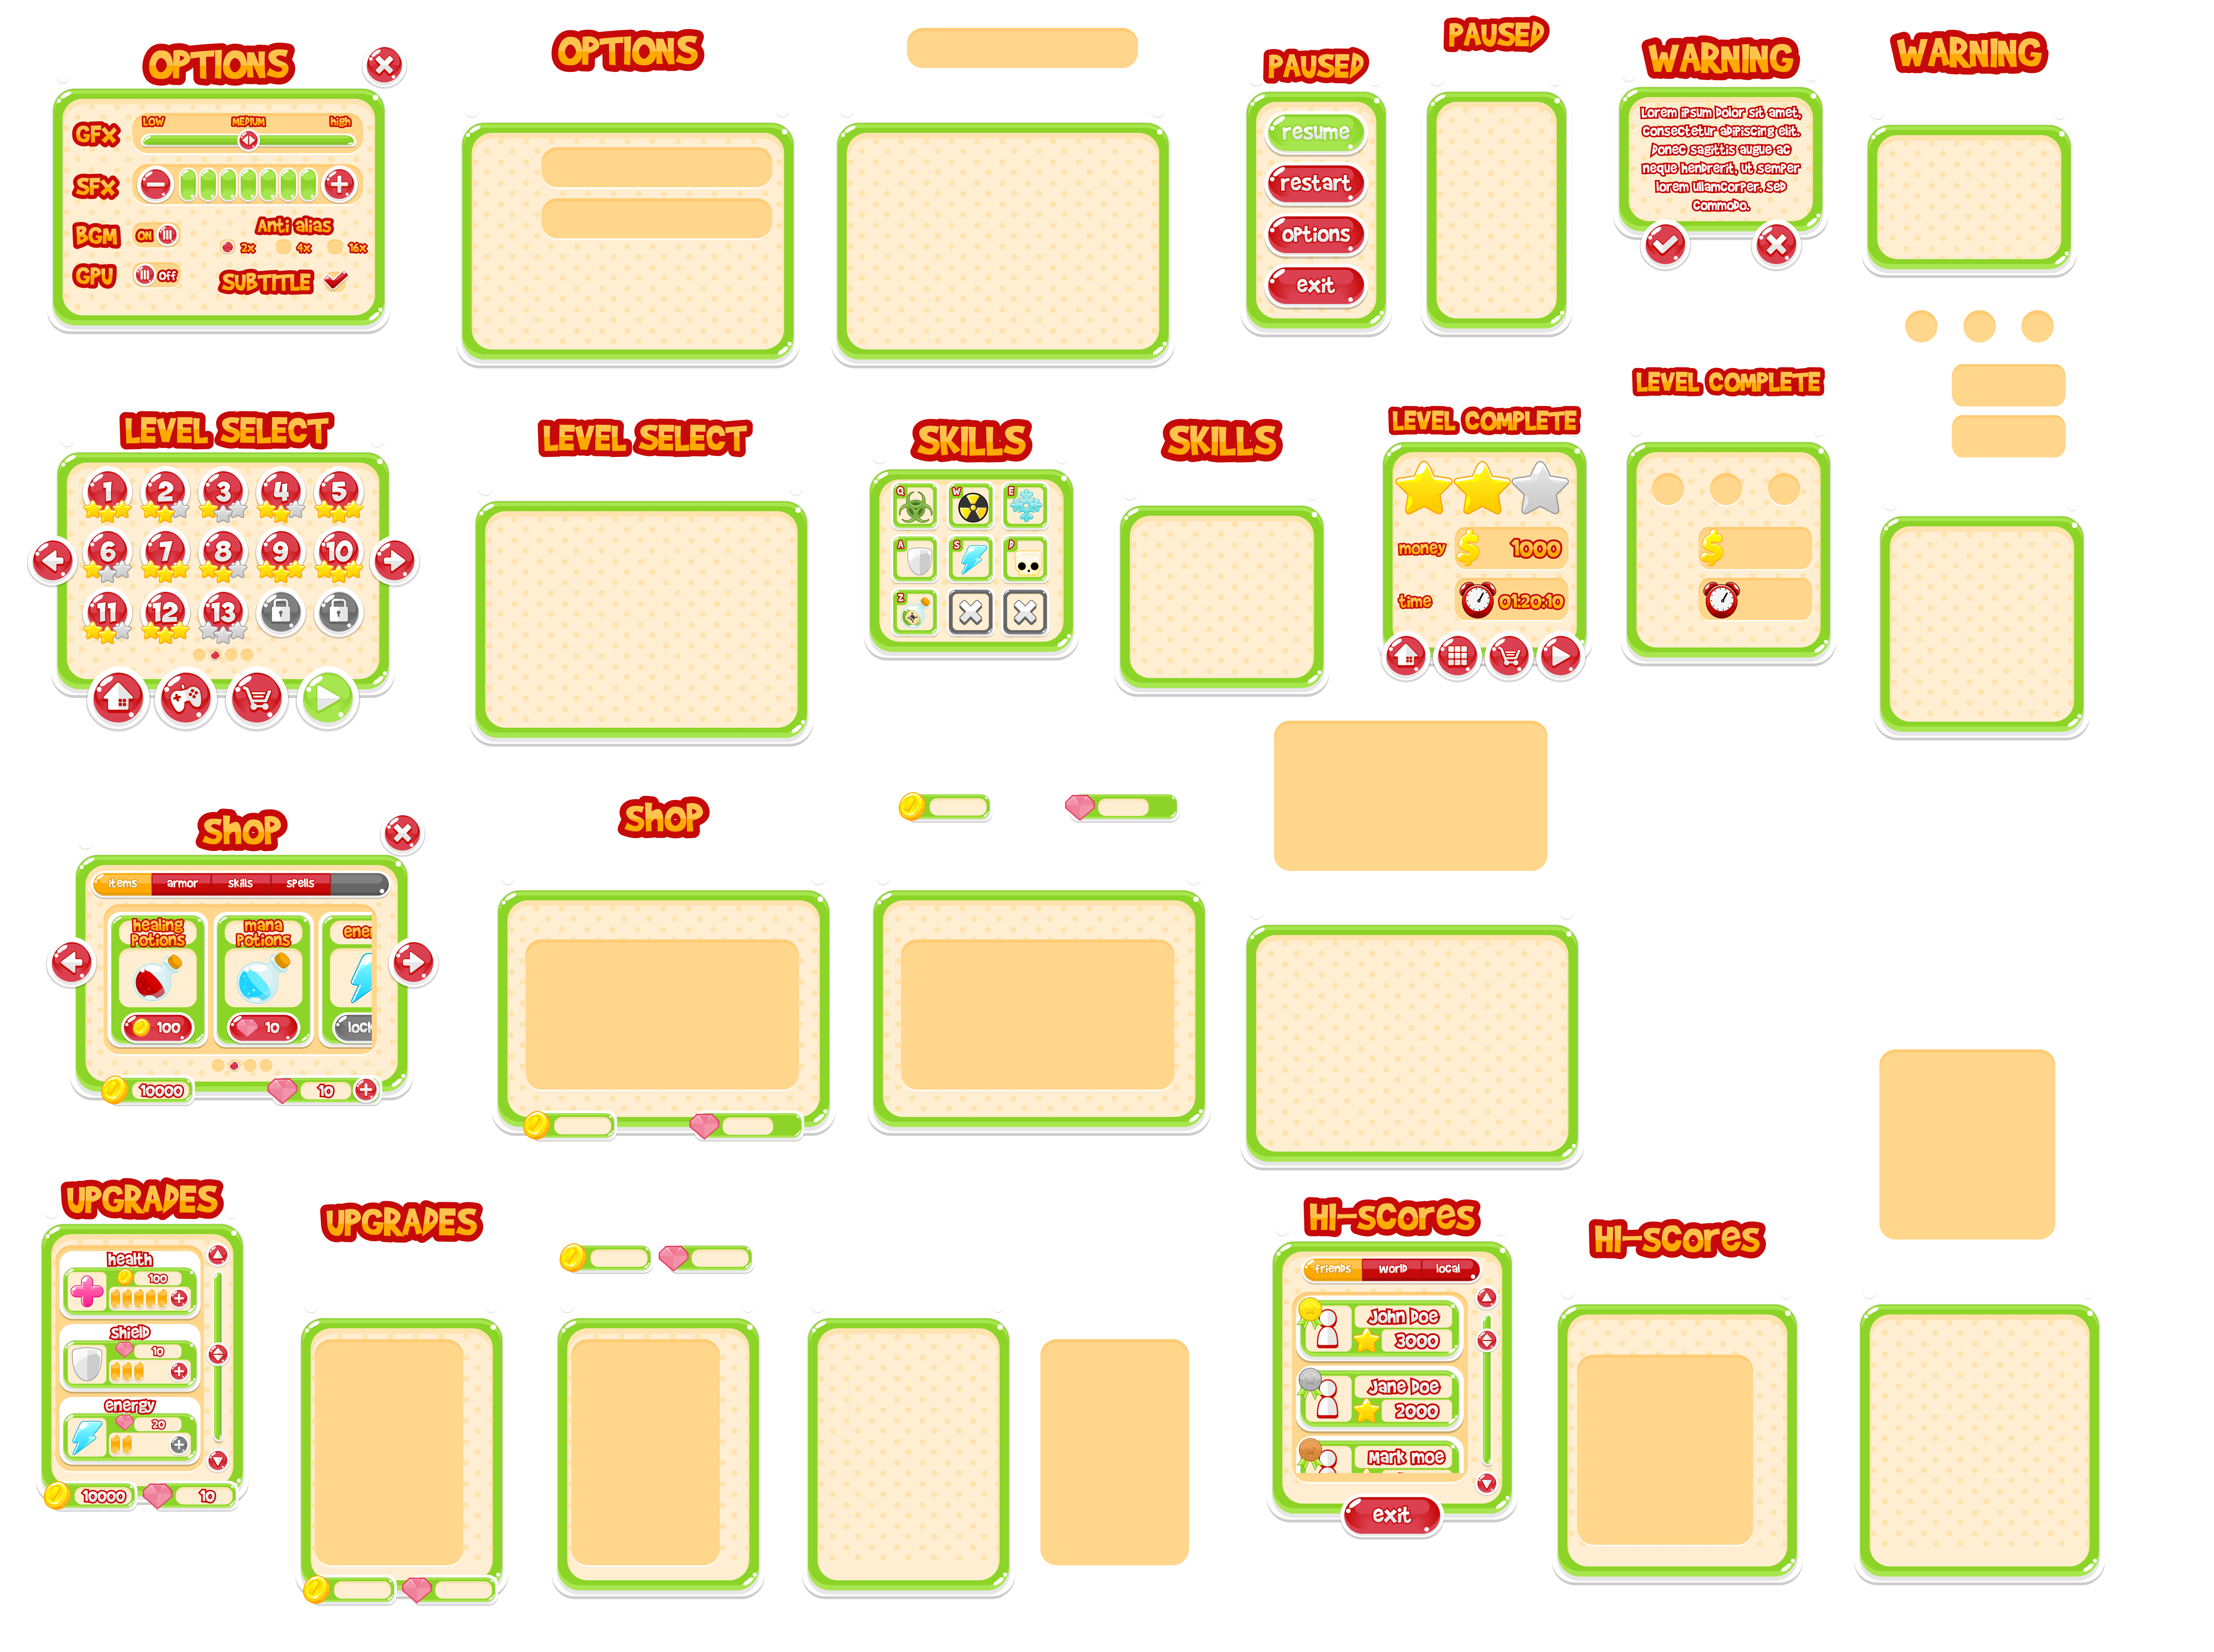 OPTIONS
GFX
LOW MEDIUM high
SFX
BGM ON
Anti alias
2x 4x 16x
GPU Off
SUBTITLE
OPTIONS
PAUSED
resume
restart
options
exit
PAUSED
WARNING
Lorem ipsum dolor sit amet,
Consectetur adipiscing elit.
Donec sagittis augue ac
neque hendrerit, ut semper
lorem ullamcorper. Sed
Commodo.
WARNING
LEVEL SELECT
1 2 3 4 5
6 7 8 9 10
11 12 13
LEVEL SELECT
SKILLS
Q W E
A S D
Z
SKILLS
LEVEL COMPLETE
money $ 1000
time 01:20:10
LEVEL COMPLETE
$
Shop
items armor skills spells
healing
Potions
100
mana
Potions
10
ener
lock
10000 10
Shop
UPGRADES
health
100
shield
10
energy
20
10000 10
UPGRADES
HI-SCORES
friends world local
John Doe
3000
Jane Doe
2000
Mark moe
exit
HI-SCORES